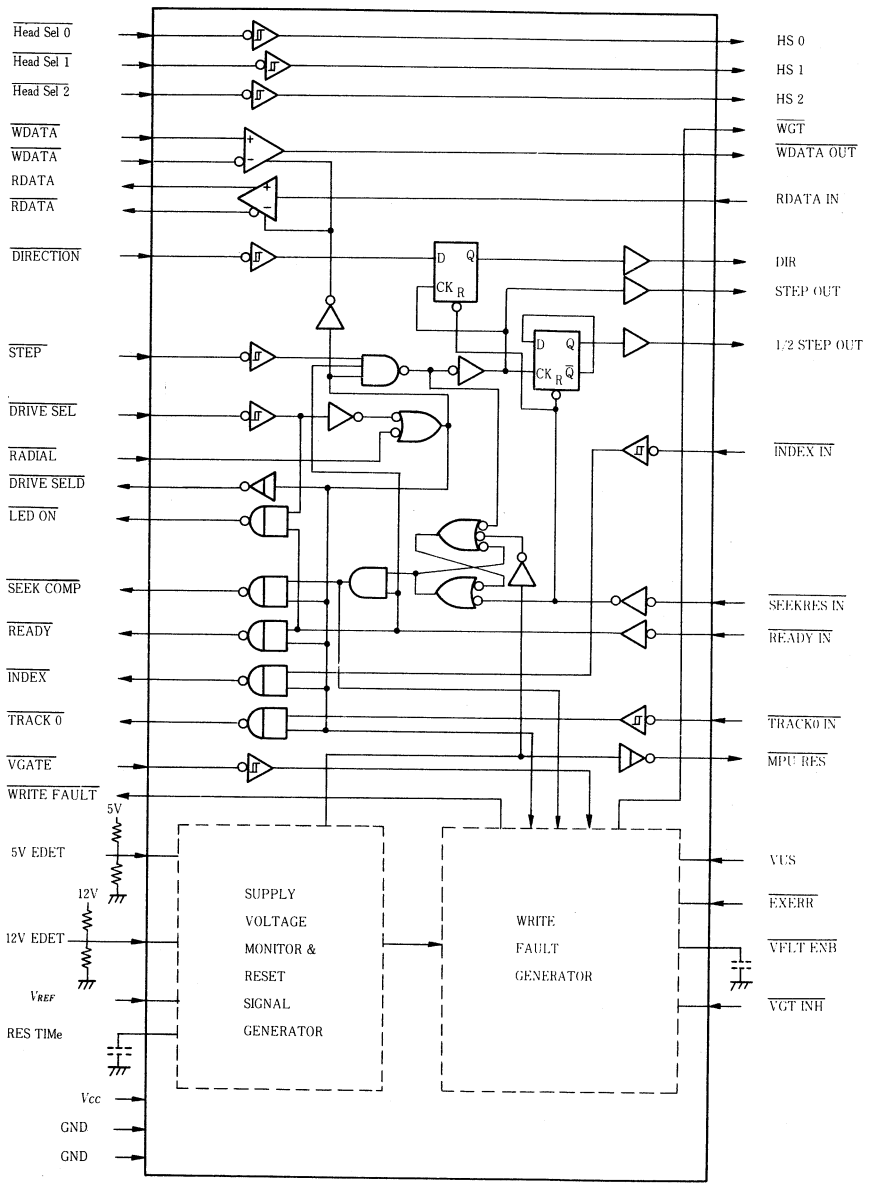 Head Sel 0
HS 0
Head Sel 1
HS 1
Head Sel 2
HS 2
WGT
WDATA
+
WDATA
−
WDATA OUT
RDATA
+
RDATA IN
RDATA
−
DIRECTION
D Q
DIR
CK R
STEP OUT
STEP
D Q
1/2 STEP OUT
CK R Q
DRIVE SEL
RADIAL
INDEX IN
DRIVE SELD
LED ON
SEEK COMP
SEEKRES IN
READY
READY IN
INDEX
TRACK 0
TRACK0 IN
VGATE
MPU RES
WRITE FAULT
5V
5V EDET
VUS
12V
SUPPLY
VOLTAGE
MONITOR &
RESET
SIGNAL
GENERATOR
WRITE
FAULT
GENERATOR
EXERR
12V EDET
VFLT ENB
VREF
VGT INH
RES TIMe
Vcc
GND
GND